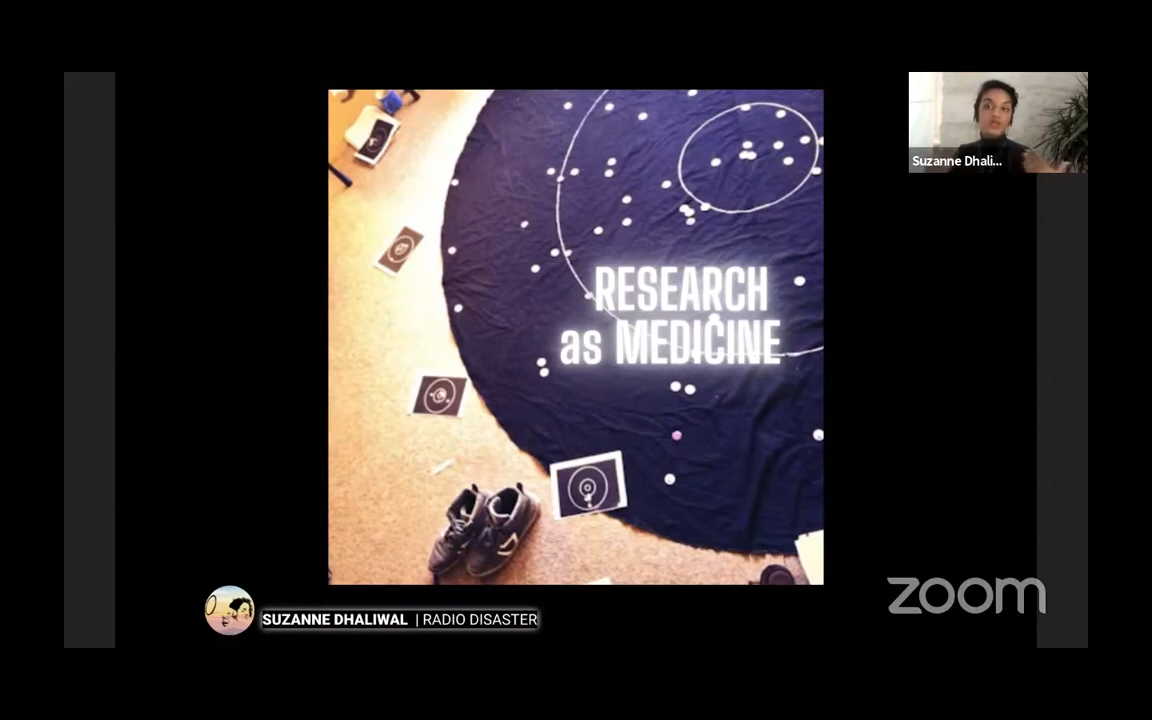 Suzanne Dhali...
RESEARCH
as MEDICINE
SUZANNE DHALIWAL | RADIO DISASTER
zoom